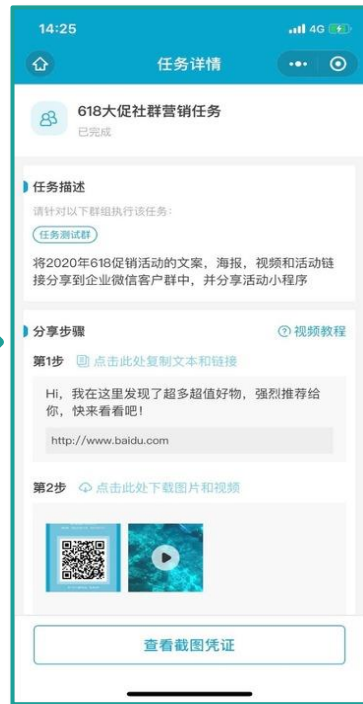 14:25
4G
任务详情
618大促社群营销任务
已完成
任务描述
请针对以下群组执行该任务：
任务测试群
将2020年618促销活动的文案，海报，视频和活动链
接分享到企业微信客户群中，并分享活动小程序
分享步骤
视频教程
第1步 点击此处复制文本和链接
Hi，我在这里发现了超多超值好物，强烈推荐给
你，快来看看吧！
http://www.baidu.com
第2步 点击此处下载图片和视频
查看截图凭证